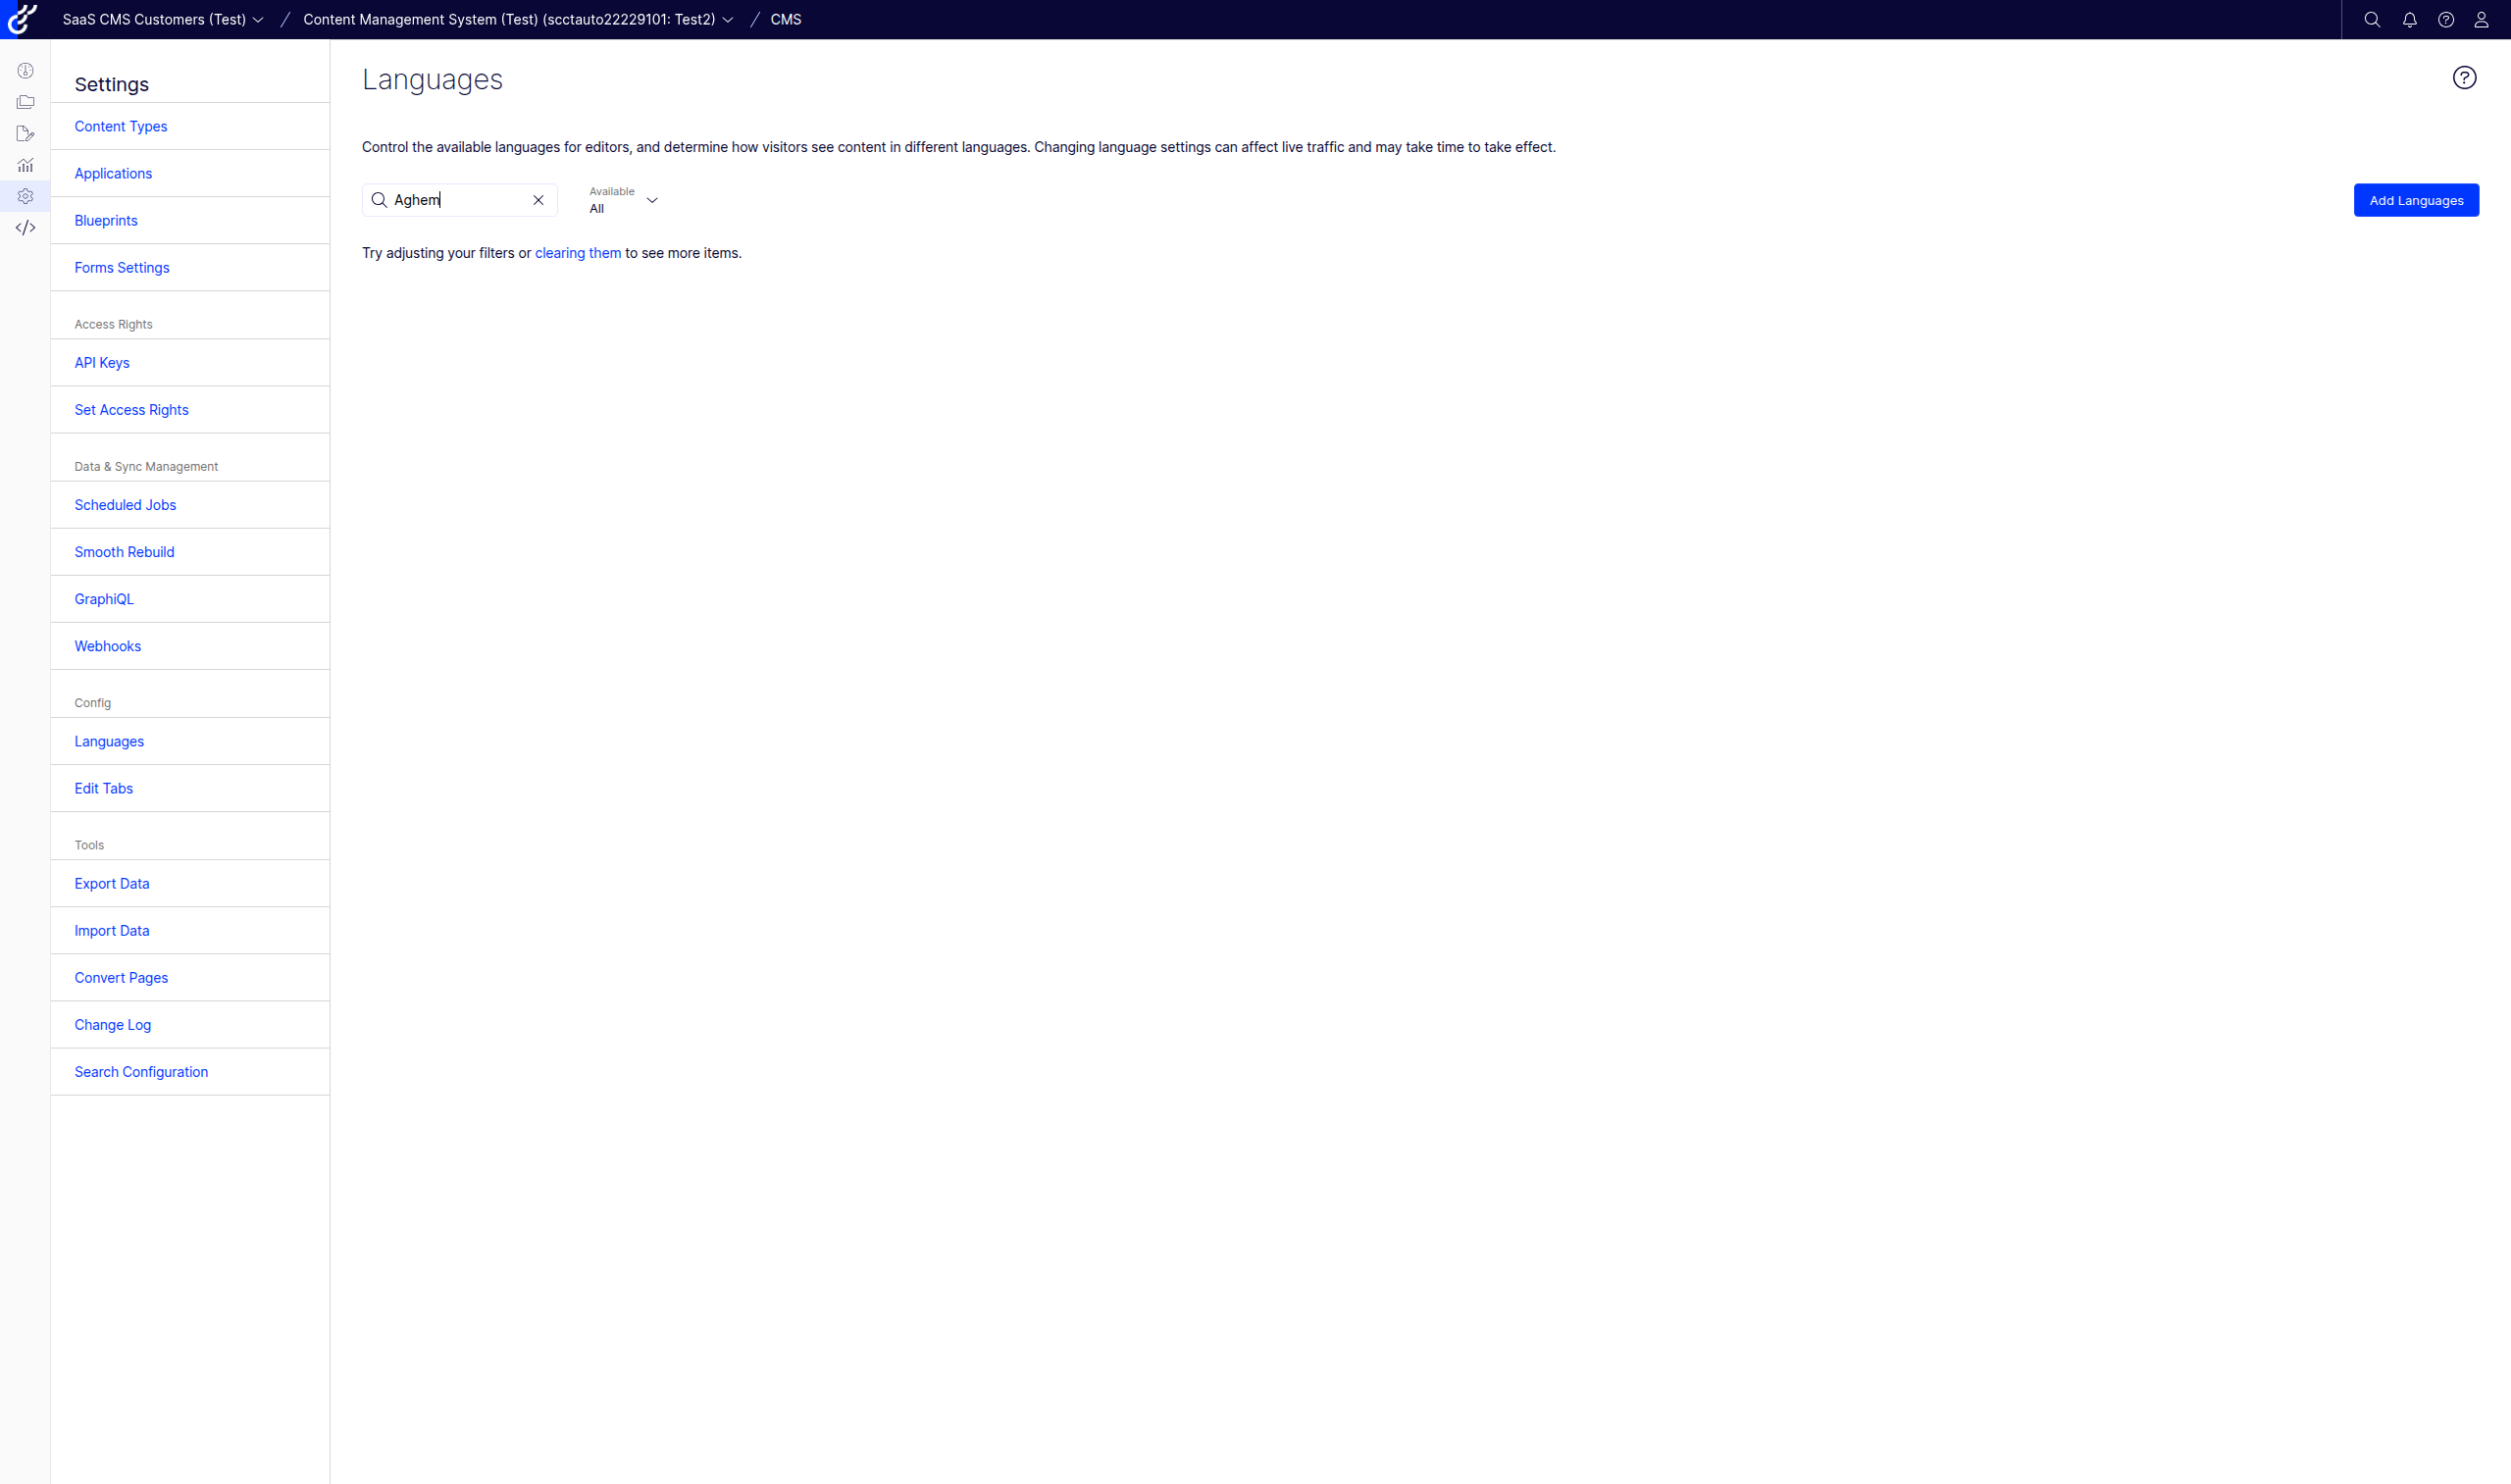 SaaS CMS Customers (Test) / Content Management System (Test) (scctauto22229101: Test2) / CMS
Settings
Content Types
Applications
Blueprints
Forms Settings
Access Rights
API Keys
Set Access Rights
Data & Sync Management
Scheduled Jobs
Smooth Rebuild
GraphiQL
Webhooks
Config
Languages
Edit Tabs
Tools
Export Data
Import Data
Convert Pages
Change Log
Search Configuration
Languages
Control the available languages for editors, and determine how visitors see content in different languages. Changing language settings can affect live traffic and may take time to take effect.
Aghem
Available
All
Add Languages
Try adjusting your filters or clearing them to see more items.